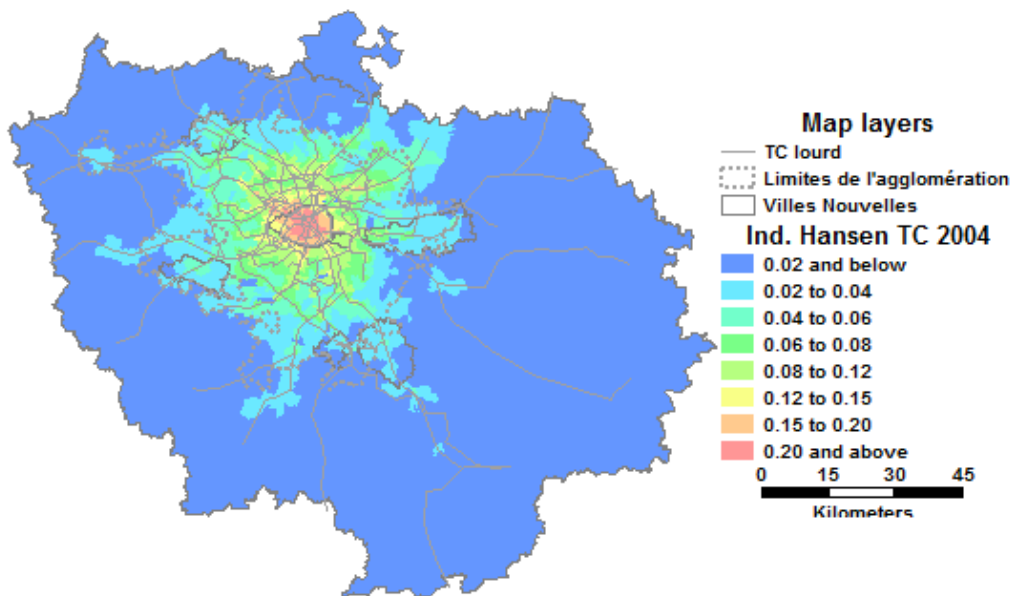 Map layers
TC lourd
Limites de l'agglomération
Villes Nouvelles
Ind. Hansen TC 2004
0.02 and below
0.02 to 0.04
0.04 to 0.06
0.06 to 0.08
0.08 to 0.12
0.12 to 0.15
0.15 to 0.20
0.20 and above
0 15 30 45
Kilometers